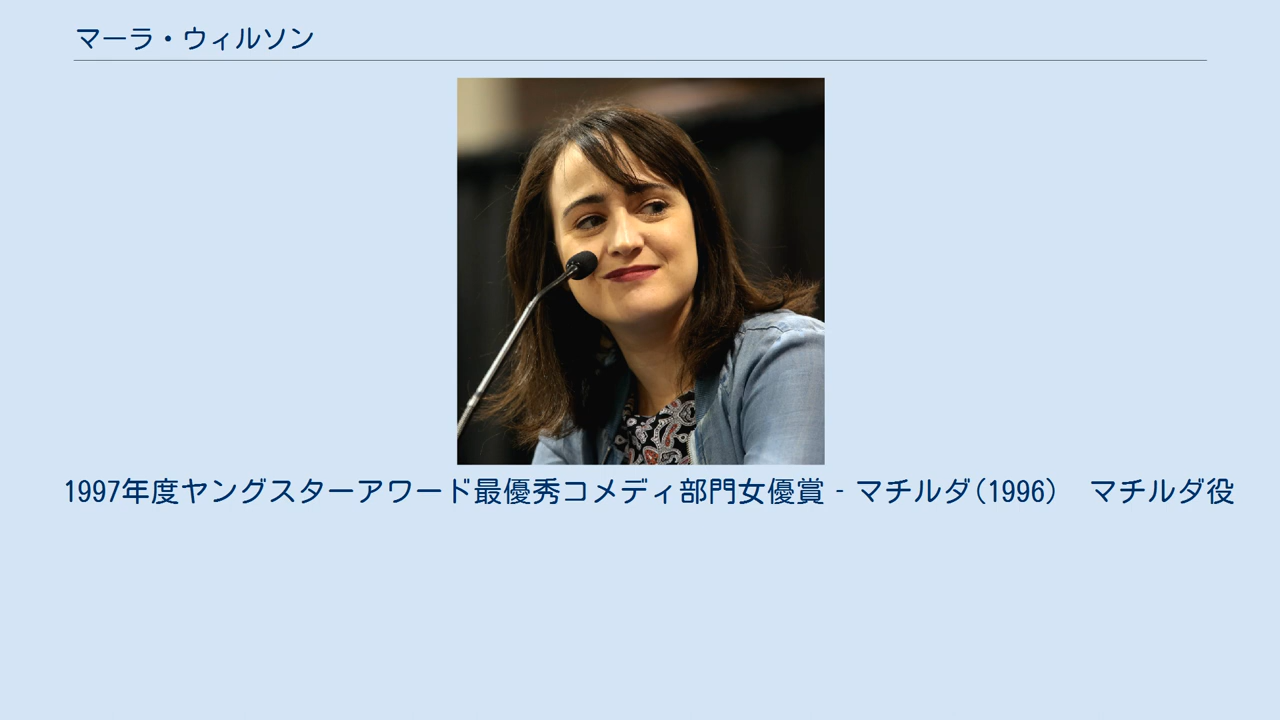 マーラ・ウィルソン
1997年度ヤングスターアワード最優秀コメディ部門女優賞 - マチルダ(1996)　マチルダ役